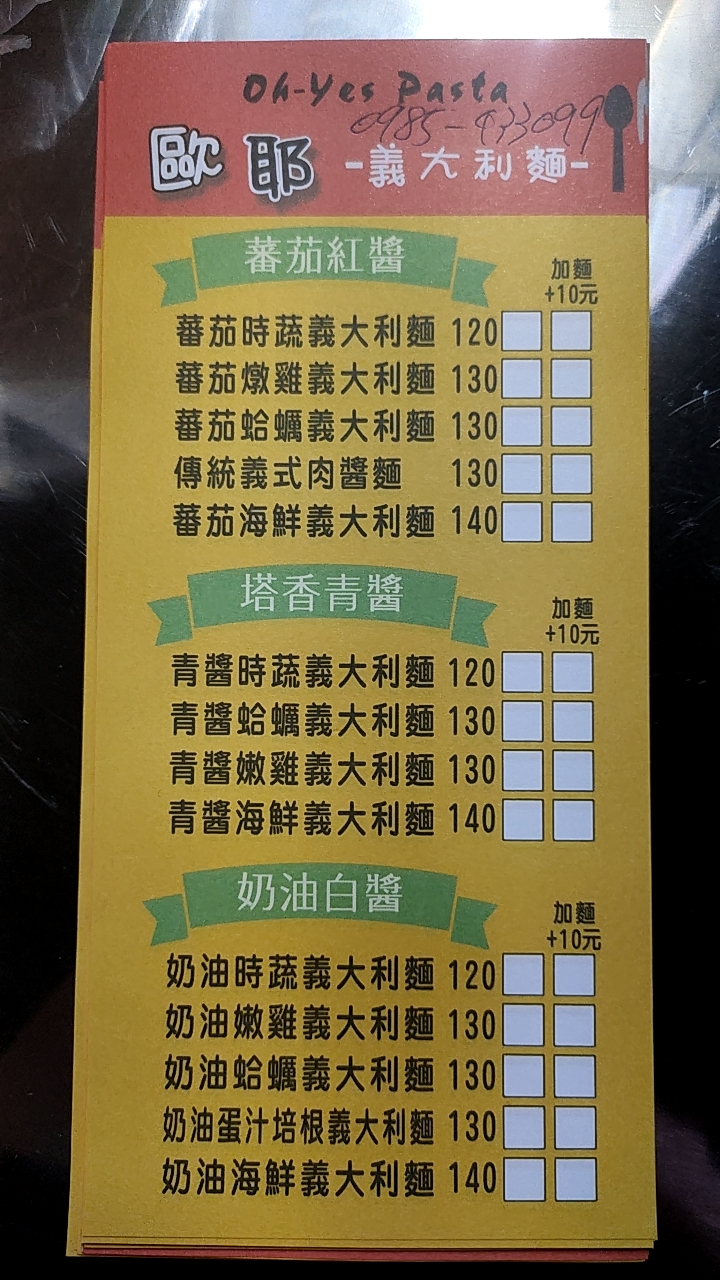 Oh-Yes Pasta
0985-433099
歐耶 -義大利麵-
蕃茄紅醬
加麵
+10元
蕃茄時蔬義大利麵 120
蕃茄燉雞義大利麵 130
蕃茄蛤蠣義大利麵 130
傳統義式肉醬麵 130
蕃茄海鮮義大利麵 140
塔香青醬
加麵
+10元
青醬時蔬義大利麵 120
青醬蛤蠣義大利麵 130
青醬嫩雞義大利麵 130
青醬海鮮義大利麵 140
奶油白醬
加麵
+10元
奶油時蔬義大利麵 120
奶油嫩雞義大利麵 130
奶油蛤蠣義大利麵 130
奶油蛋汁培根義大利麵 130
奶油海鮮義大利麵 140